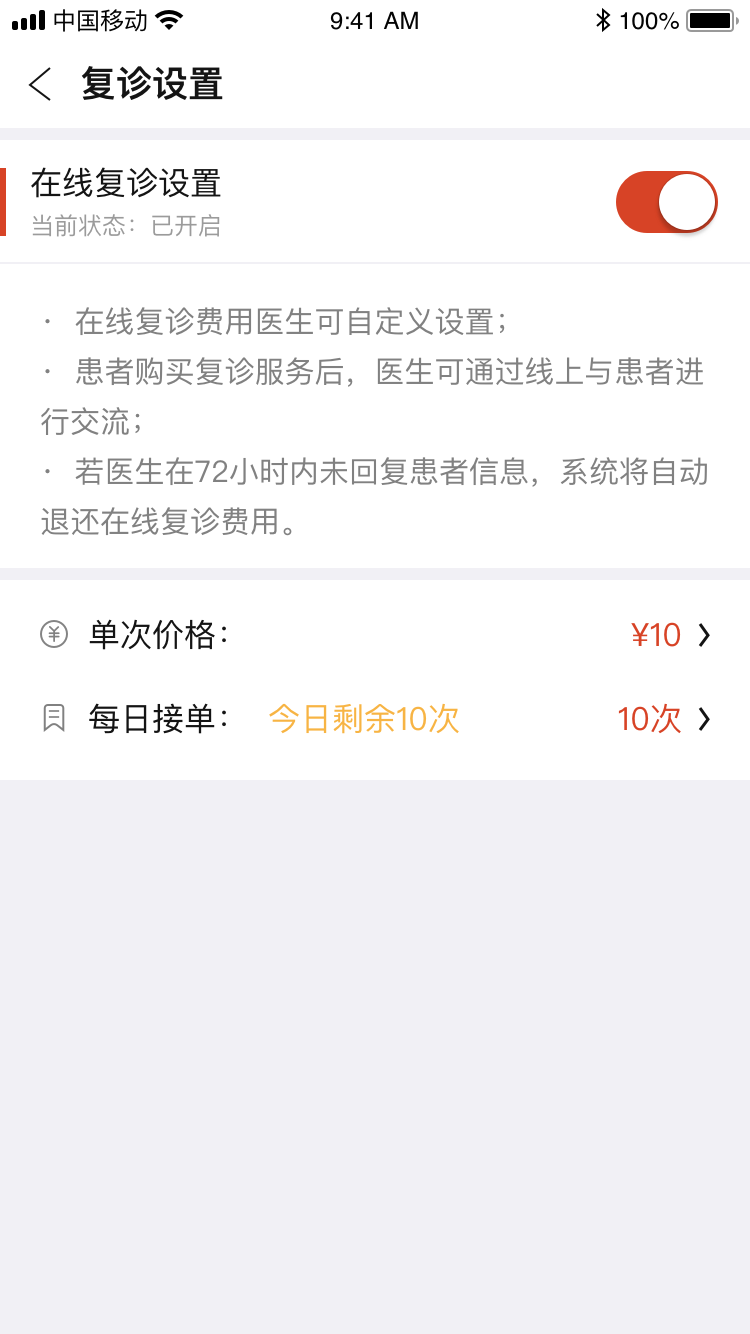 中国移动 9:41 AM 100%
复诊设置
在线复诊设置
当前状态：已开启
· 在线复诊费用医生可自定义设置；
· 患者购买复诊服务后，医生可通过线上与患者进
行交流；
· 若医生在72小时内未回复患者信息，系统将自动
退还在线复诊费用。
单次价格： ¥10
每日接单： 今日剩余10次 10次